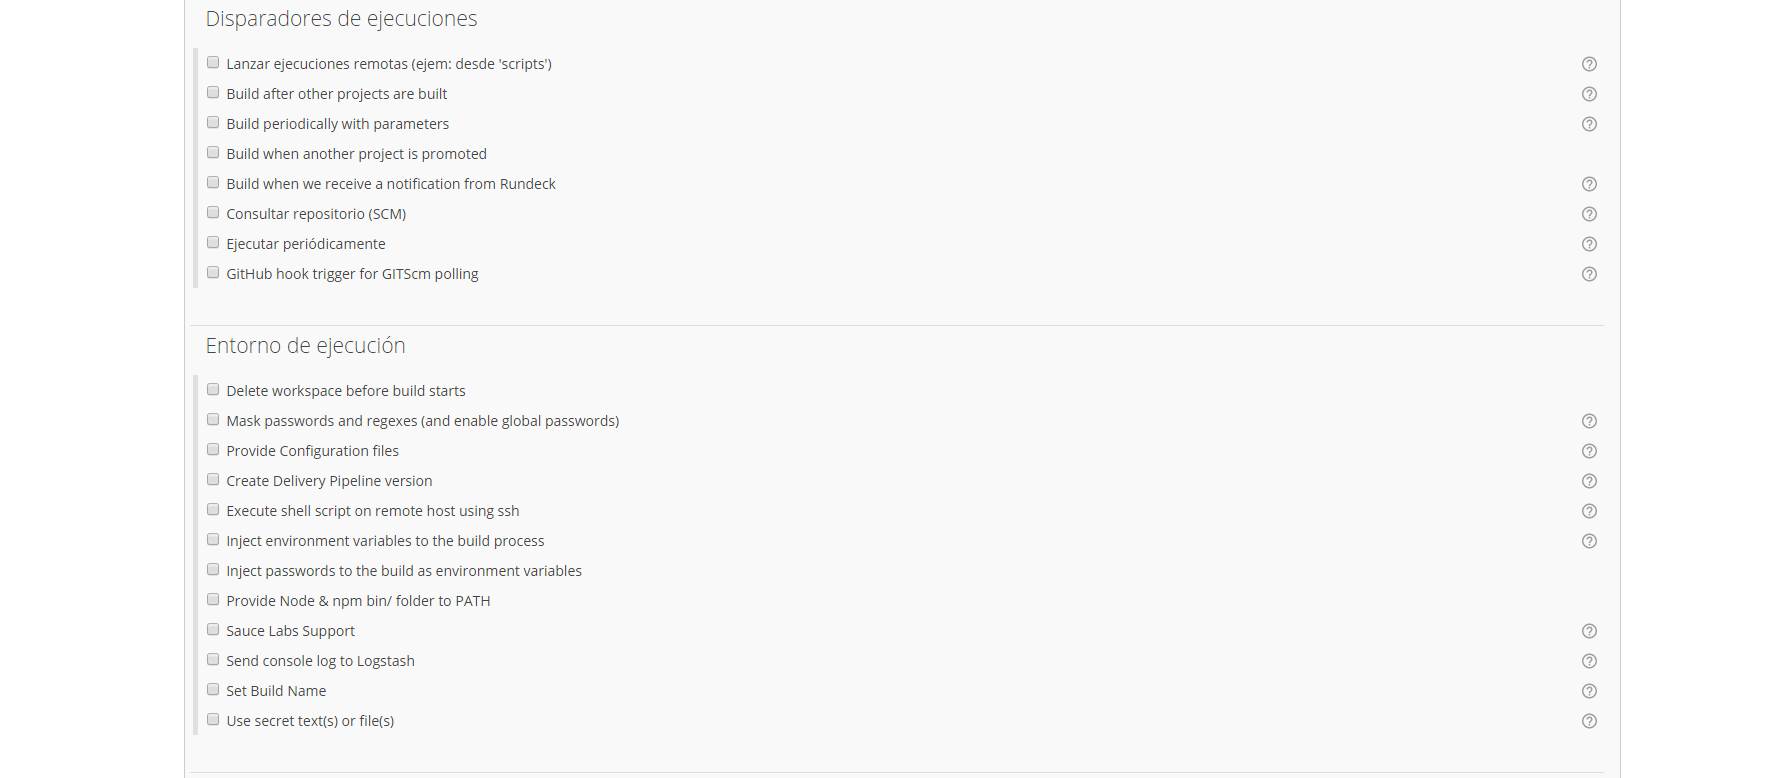 Disparadores de ejecuciones
Lanzar ejecuciones remotas (ejem: desde 'scripts')
Build after other projects are built
Build periodically with parameters
Build when another project is promoted
Build when we receive a notification from Rundeck
Consultar repositorio (SCM)
Ejecutar periódicamente
GitHub hook trigger for GITScm polling
Entorno de ejecución
Delete workspace before build starts
Mask passwords and regexes (and enable global passwords)
Provide Configuration files
Create Delivery Pipeline version
Execute shell script on remote host using ssh
Inject environment variables to the build process
Inject passwords to the build as environment variables
Provide Node & npm bin/ folder to PATH
Sauce Labs Support
Send console log to Logstash
Set Build Name
Use secret text(s) or file(s)